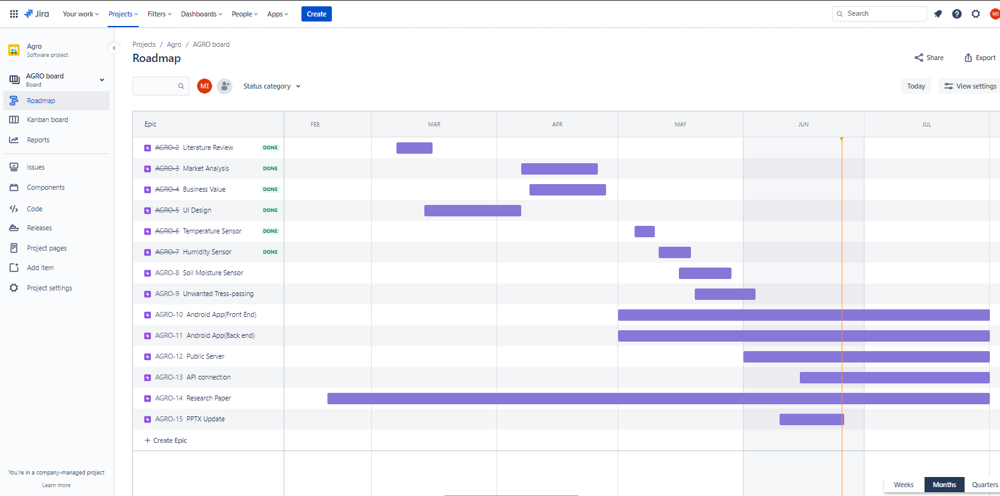 Jira Your work Projects Filters Dashboards People Apps Create Search MI
Agro
Software project
AGRO board
Board
Roadmap
Kanban board
Reports
Issues
Components
Code
Releases
Project pages
Add item
Project settings
You're in a company-managed project
Learn more
Projects / Agro / AGRO board
Roadmap
Share Export
MI Status category Today View settings
Epic FEB MAR APR MAY JUN JUL
AGRO-2 Literature Review DONE
AGRO-3 Market Analysis DONE
AGRO-4 Business Value DONE
AGRO-5 UI Design DONE
AGRO-6 Temperature Sensor DONE
AGRO-7 Humidity Sensor DONE
AGRO-8 Soil Moisture Sensor
AGRO-9 Unwanted Tress-passing
AGRO-10 Android App(Front End)
AGRO-11 Android App(Back end)
AGRO-12 Public Server
AGRO-13 API connection
AGRO-14 Research Paper
AGRO-15 PPTX Update
+ Create Epic
Weeks Months Quarters